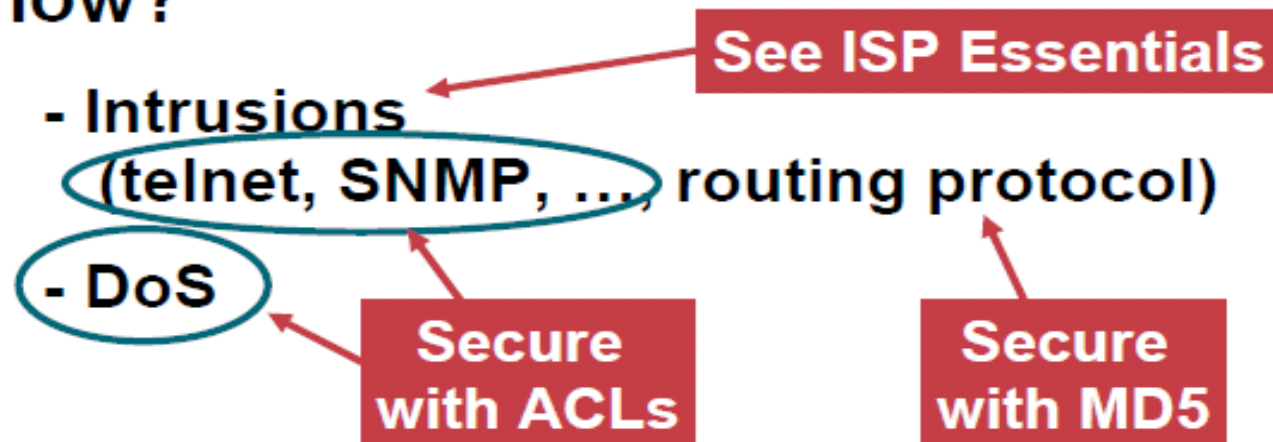 See ISP Essentials
- Intrusions
(telnet, SNMP, ..., routing protocol)
- DoS
Secure
with ACLs
Secure
with MD5